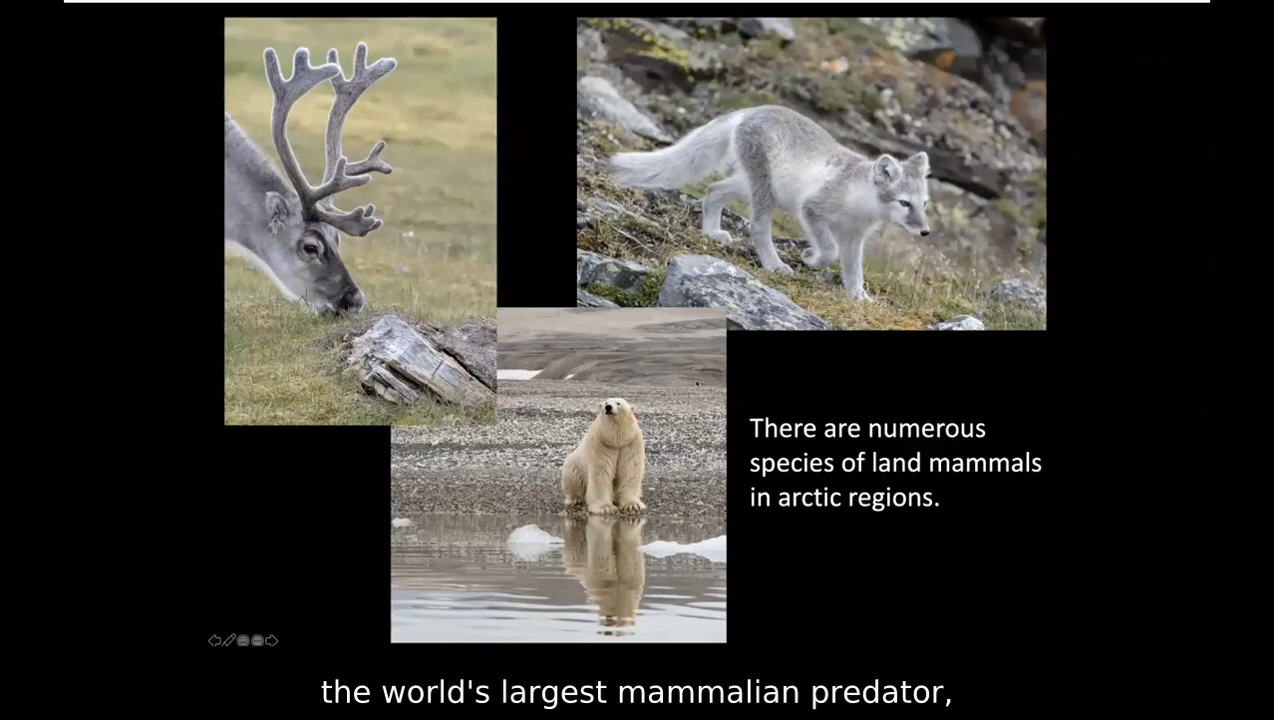 There are numerous
species of land mammals
in arctic regions.
the world's largest mammalian predator,